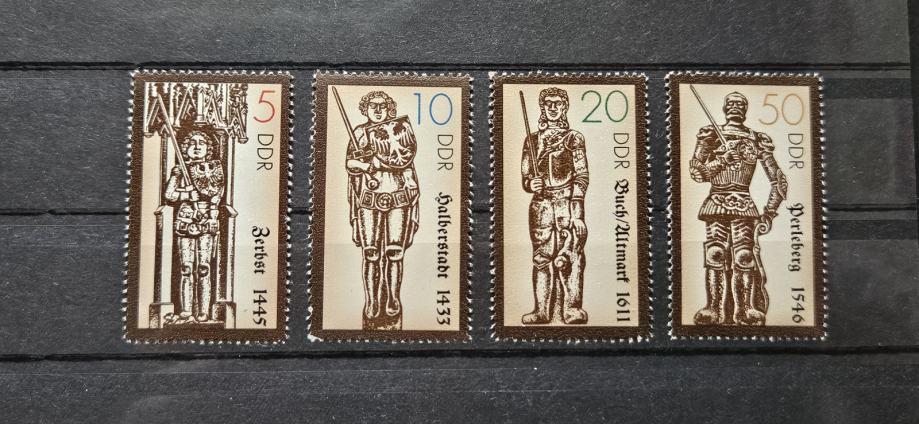 5
DDR
Zerbst 1445
10
DDR
Halberstadt 1433
20
DDR
Buch/Altmark 1611
50
DDR
Perleberg 1546